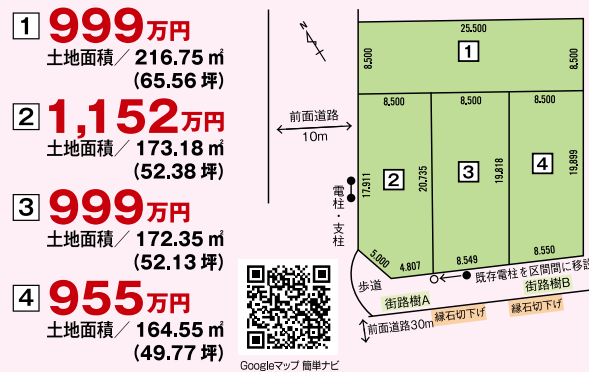 1 999万円
土地面積／216.75㎡
(65.56坪)
2 1,152万円
土地面積／173.18㎡
(52.38坪)
3 999万円
土地面積／172.35㎡
(52.13坪)
4 955万円
土地面積／164.55㎡
(49.77坪)
N
前面道路
10m
電柱・支柱
25.500
8.500
1
8.500
8.500
8.500
8.500
17.911
2
20.735
3
19.818
4
19.899
5.000
4.807
8.549
8.550
既存電柱を区間間に移設
歩道
街路樹A
街路樹B
縁石切下げ
縁石切下げ
前面道路30m
Googleマップ 簡単ナビ